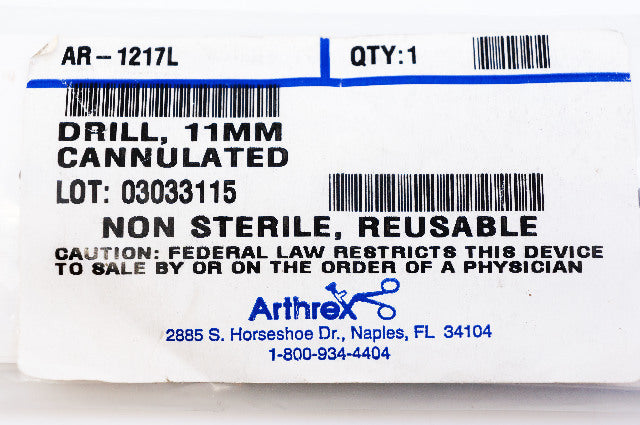 AR-1217L QTY:1
DRILL, 11MM
CANNULATED
LOT: 03033115
NON STERILE, REUSABLE
CAUTION: FEDERAL LAW RESTRICTS THIS DEVICE
TO SALE BY OR ON THE ORDER OF A PHYSICIAN
Arthrex
2885 S. Horseshoe Dr., Naples, FL 34104
1-800-934-4404